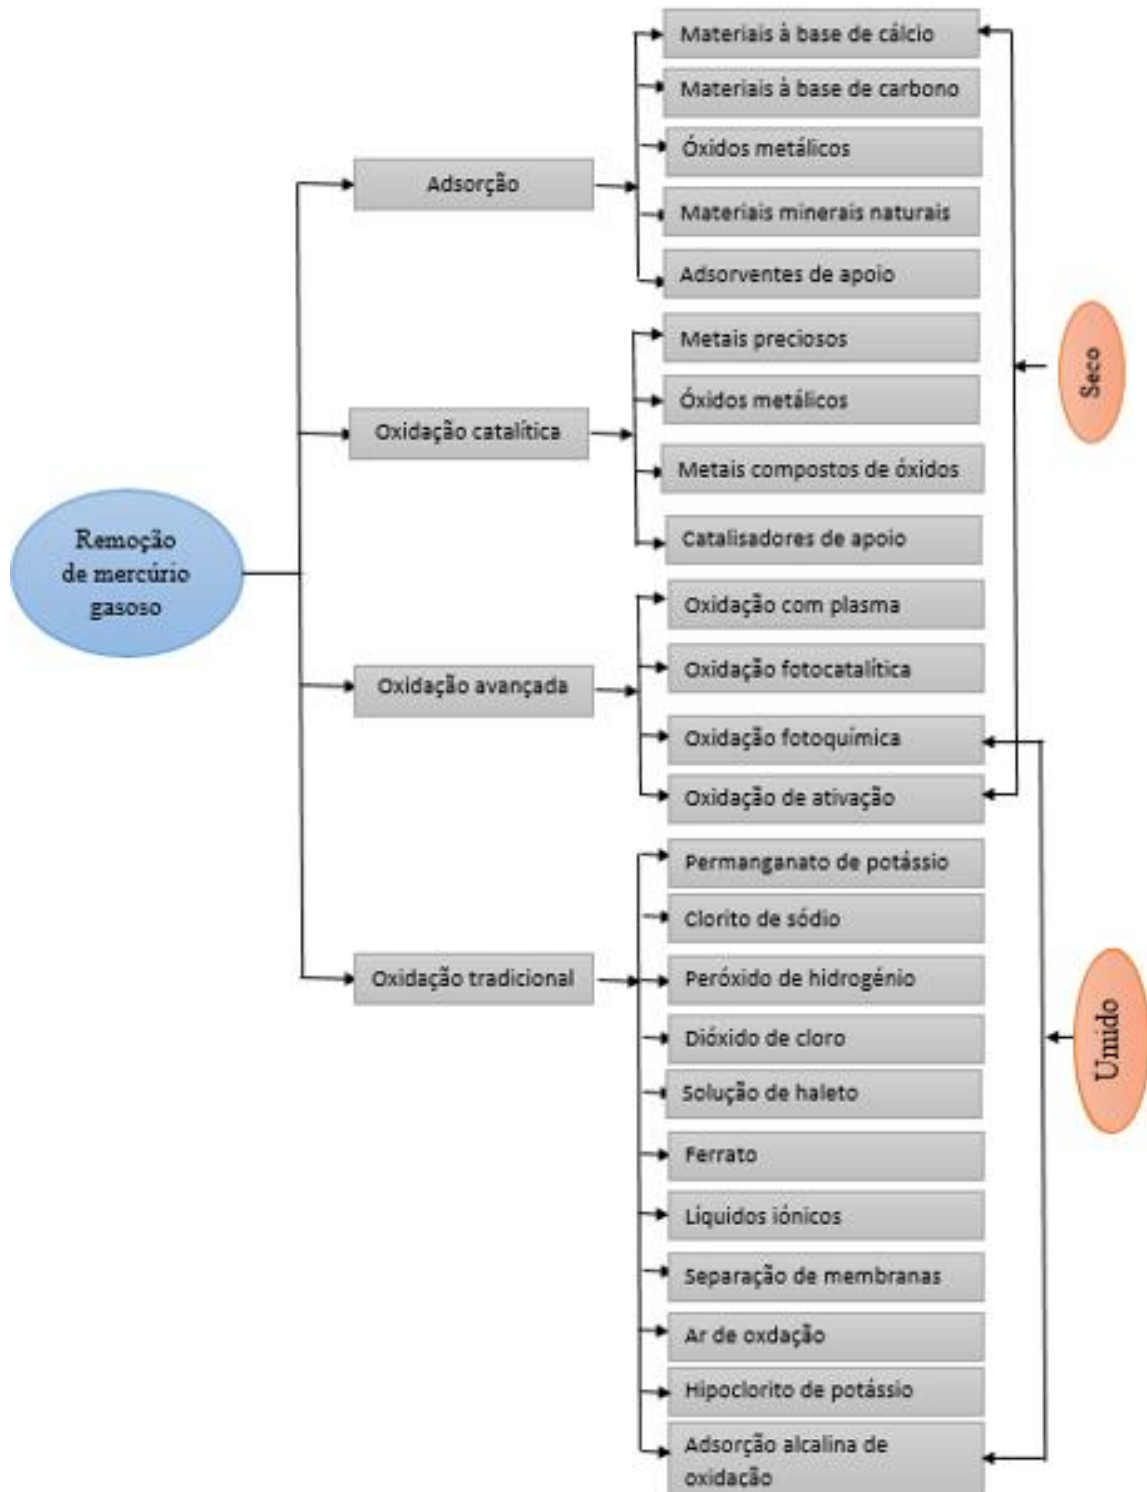 Remoção
de mercúrio
gasoso
Adsorção
Materiais à base de cálcio
Materiais à base de carbono
Óxidos metálicos
Materiais minerais naturais
Adsorventes de apoio
Oxidação catalítica
Metais preciosos
Óxidos metálicos
Metais compostos de óxidos
Catalisadores de apoio
Oxidação avançada
Oxidação com plasma
Oxidação fotocatalítica
Oxidação fotoquímica
Oxidação de ativação
Oxidação tradicional
Permanganato de potássio
Clorito de sódio
Peróxido de hidrogénio
Dióxido de cloro
Solução de haleto
Ferrato
Líquidos iónicos
Separação de membranas
Ar de oxdação
Hipoclorito de potássio
Adsorção alcalina de
oxidação
Seco
Úmido